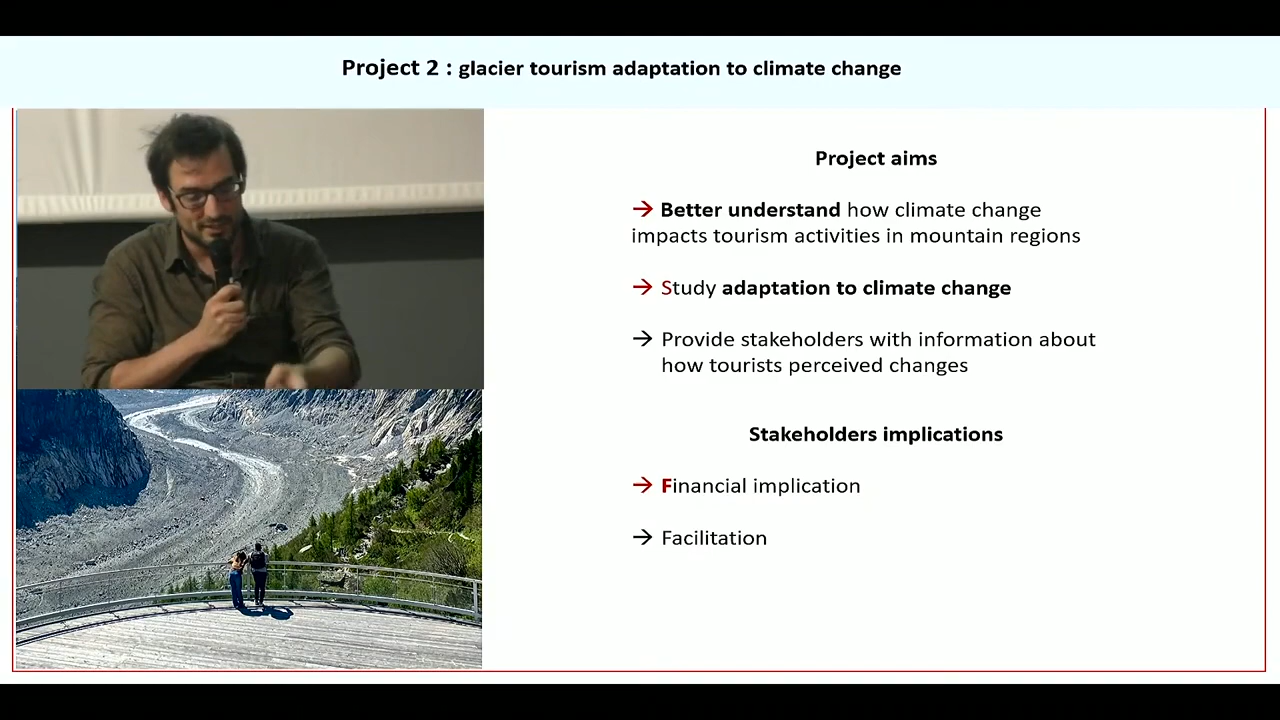 Project 2 : glacier tourism adaptation to climate change
Project aims
→ Better understand how climate change
impacts tourism activities in mountain regions
→ Study adaptation to climate change
→ Provide stakeholders with information about
how tourists perceived changes
Stakeholders implications
→ Financial implication
→ Facilitation